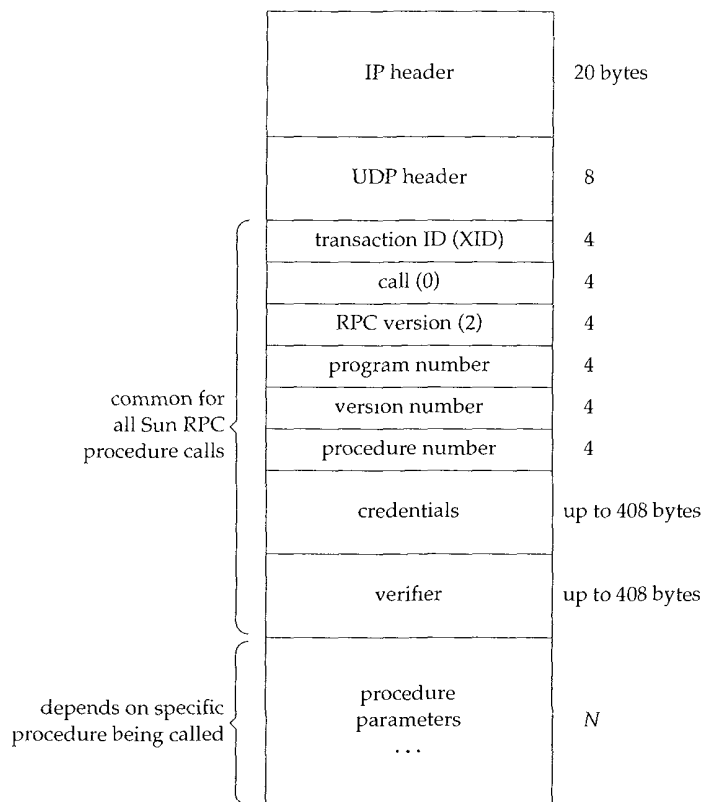 IP header
20 bytes
UDP header
8
transaction ID (XID)
4
call (0)
4
RPC version (2)
4
program number
4
version number
4
procedure number
4
common for
all Sun RPC
procedure calls
credentials
up to 408 bytes
verifier
up to 408 bytes
depends on specific
procedure being called
procedure
parameters
. . .
N